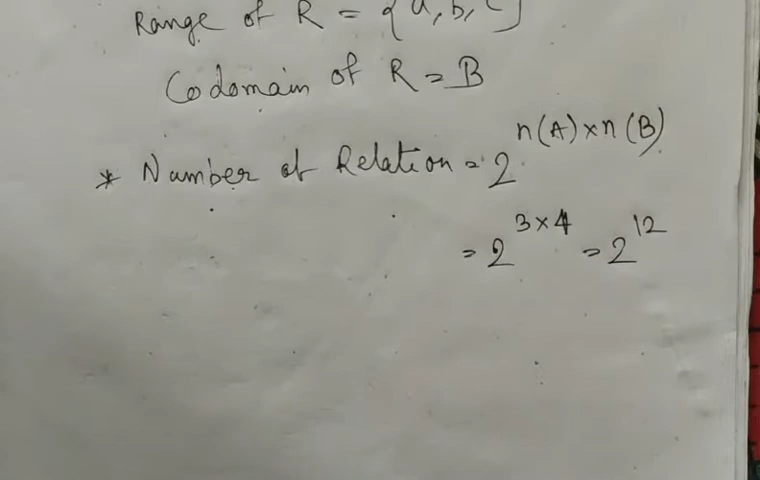 Range of R = {a, b, c}
Codomain of R = B
* Number of Relation = 2^n(A)×n(B)
= 2^3×4 = 2^12